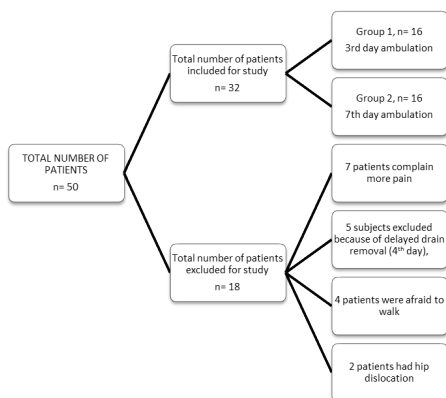 Group 1, n= 16
3rd day ambulation
Total number of patients
included for study
n= 32
Group 2, n= 16
7th day ambulation
TOTAL NUMBER OF
PATIENTS
n= 50
7 patients complain
more pain
5 subjects excluded
because of delayed drain
removal (4th day),
Total number of patients
excluded for study
n= 18
4 patients were afraid to
walk
2 patients had hip
dislocation